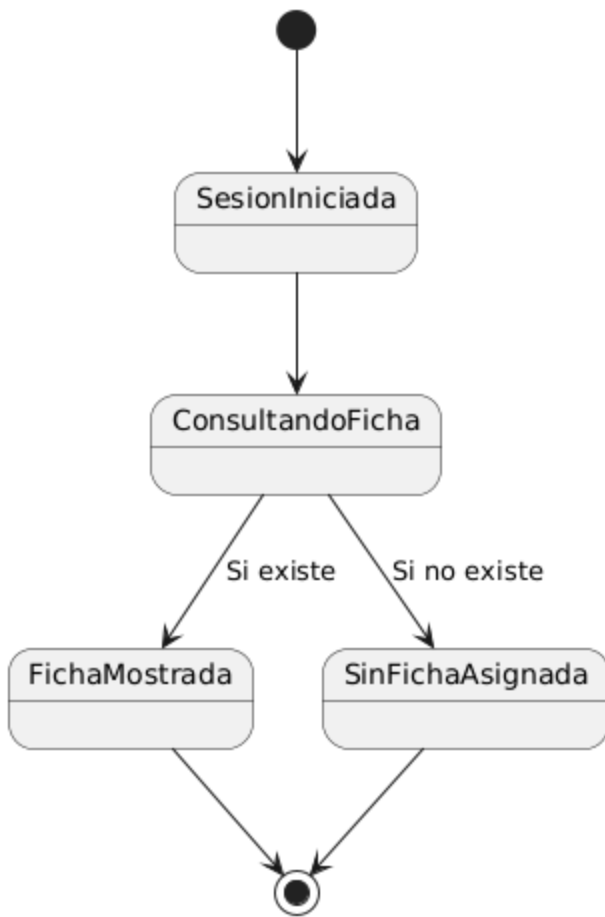 SesionIniciada
ConsultandoFicha
Si existe
Si no existe
FichaMostrada
SinFichaAsignada